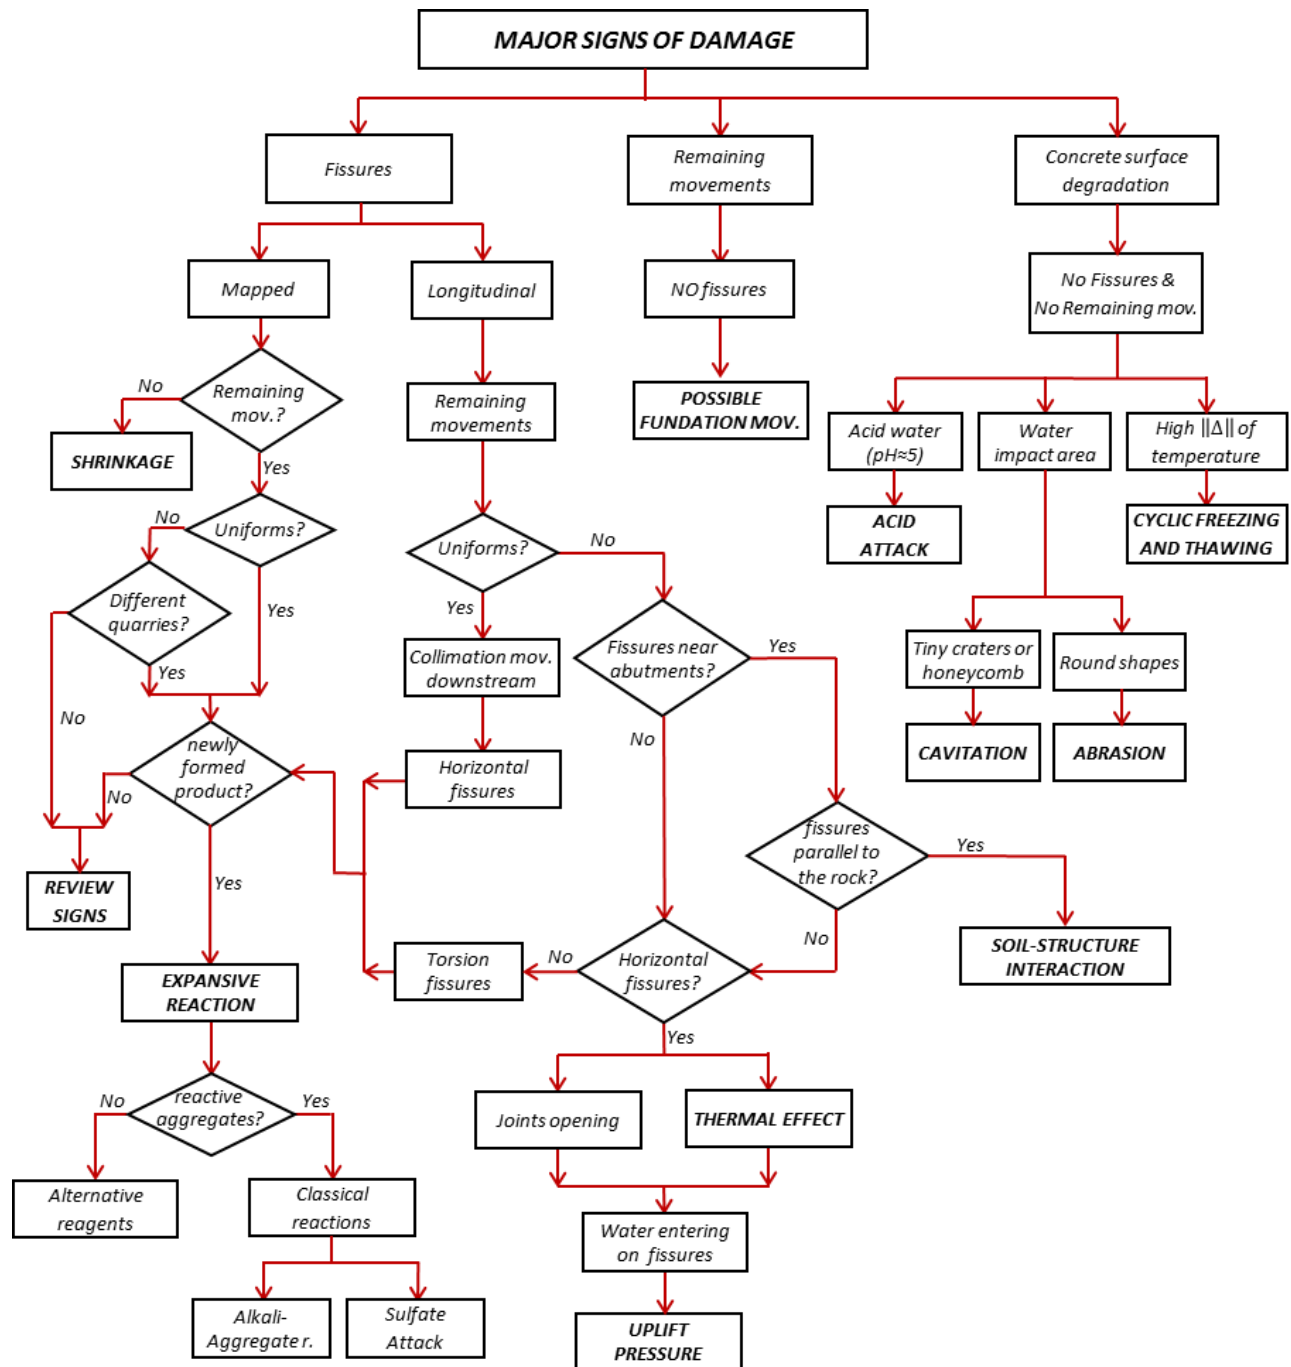 MAJOR SIGNS OF DAMAGE
Fissures
Remaining
movements
Concrete surface
degradation
Mapped
Longitudinal
NO fissures
No Fissures &
No Remaining mov.
Remaining
mov.?
No
Yes
SHRINKAGE
Remaining
movements
POSSIBLE
FUNDATION MOV.
Acid water
(pH≈5)
Water
impact area
High ||Δ|| of
temperature
ACID
ATTACK
CYCLIC FREEZING
AND THAWING
Uniforms?
No
Yes
Uniforms?
No
Yes
Different
quarries?
Yes
No
Collimation mov.
downstream
Fissures near
abutments?
Yes
No
Tiny craters or
honeycomb
Round shapes
CAVITATION
ABRASION
newly
formed
product?
No
Yes
Horizontal
fissures
fissures
parallel to
the rock?
Yes
No
REVIEW
SIGNS
SOIL-STRUCTURE
INTERACTION
EXPANSIVE
REACTION
Torsion
fissures
No
Horizontal
fissures?
Yes
reactive
aggregates?
No
Yes
Joints opening
THERMAL EFFECT
Alternative
reagents
Classical
reactions
Water entering
on fissures
Alkali-
Aggregate r.
Sulfate
Attack
UPLIFT
PRESSURE